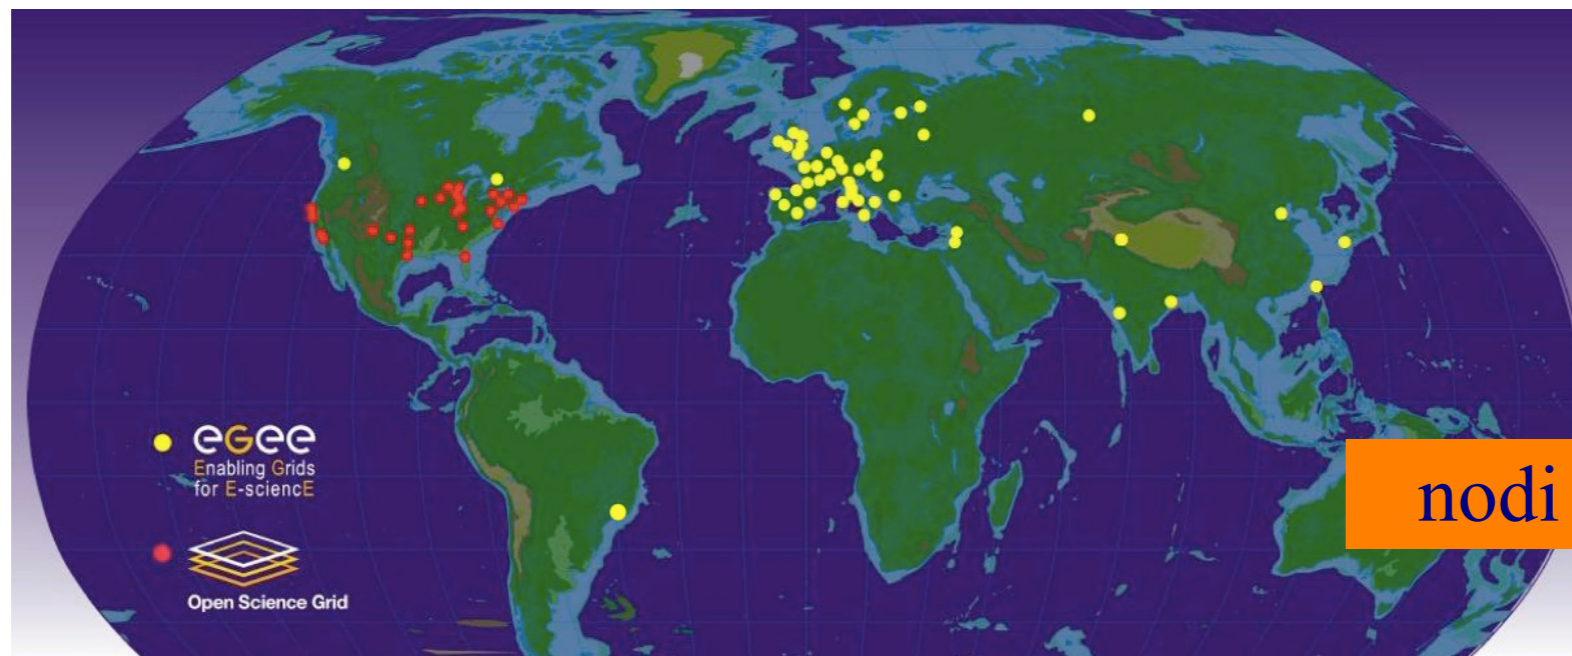 eGee
Enabling Grids
for E-sciencE
Open Science Grid
nodi